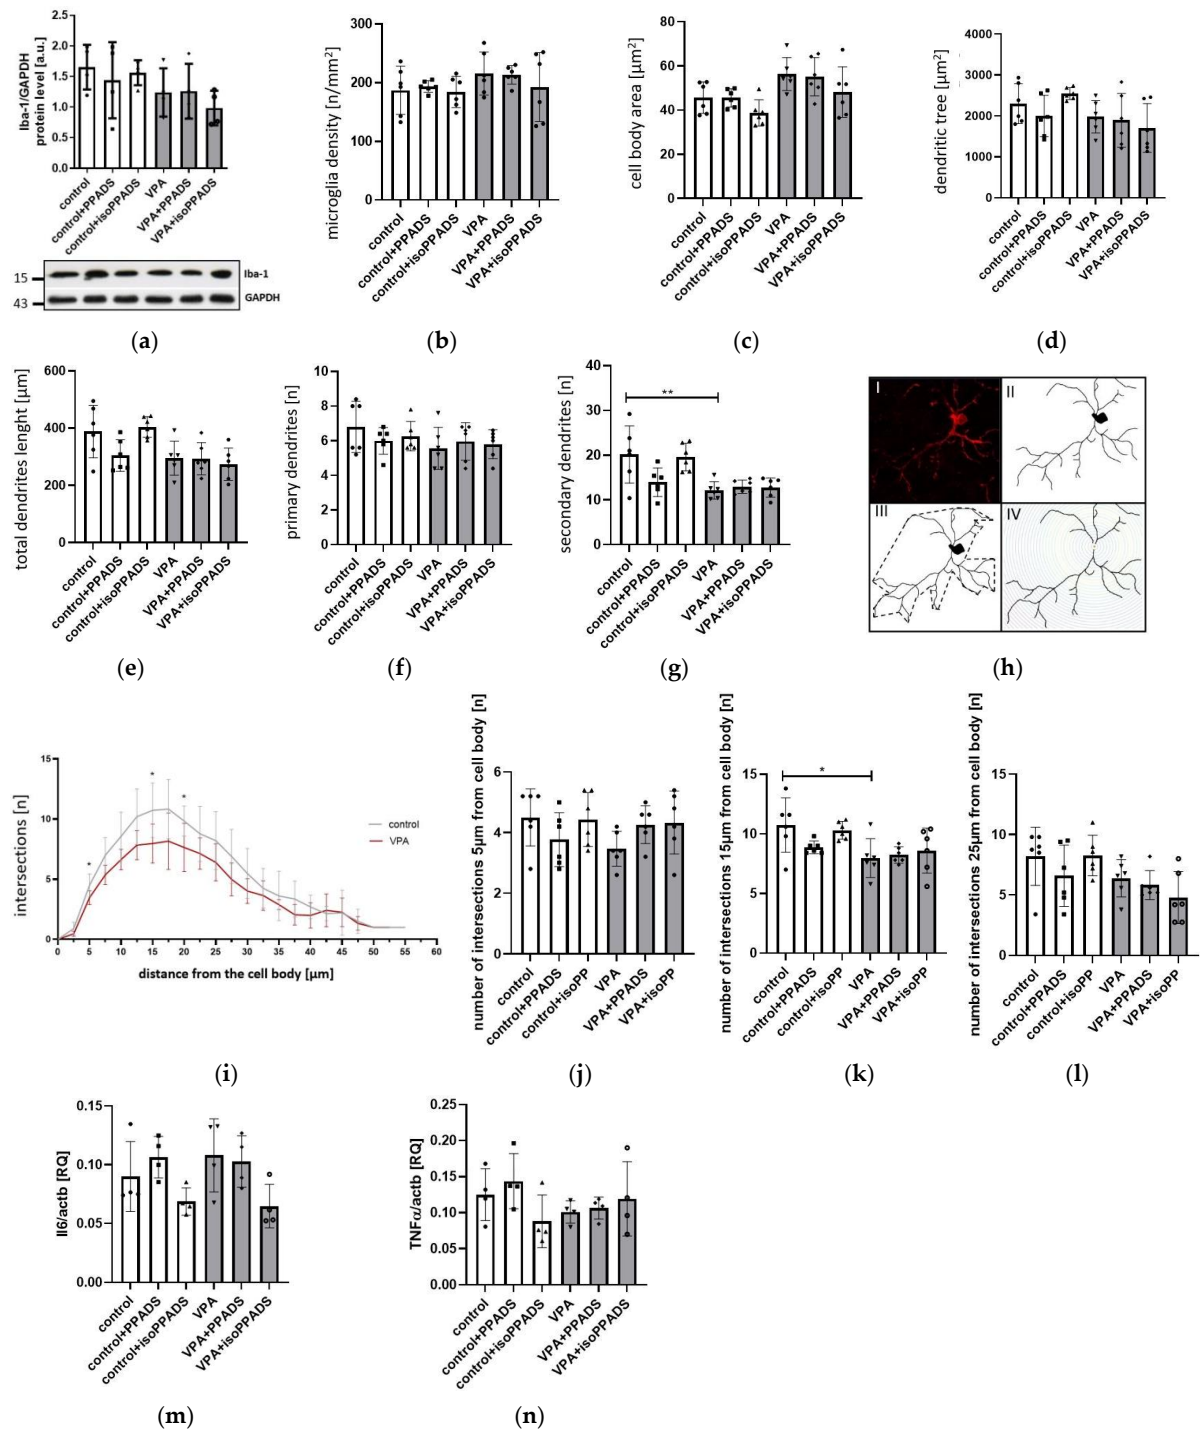 Iba-1/GAPDH
protein level [a.u.]
2.5
2.0
1.5
1.0
0.5
0.0
control
control+PPADS
control+isoPPADS
VPA
VPA+PPADS
VPA+isoPPADS
15
43
Iba-1
GAPDH
(a)
microglia density [n/mm²]
300
200
100
0
control
control+PPADS
control+isoPPADS
VPA
VPA+PPADS
VPA+isoPPADS
(b)
cell body area [µm²]
80
60
40
20
0
control
control+PPADS
control+isoPPADS
VPA
VPA+PPADS
VPA+isoPPADS
(c)
dendritic tree [µm²]
4000
3000
2000
1000
0
control
control+PPADS
control+isoPPADS
VPA
VPA+PPADS
VPA+isoPPADS
(d)
total dendrites lenght [µm]
600
400
200
0
control
control+PPADS
control+isoPPADS
VPA
VPA+PPADS
VPA+isoPPADS
(e)
primary dendrites [n]
10
8
6
4
2
0
control
control+PPADS
control+isoPPADS
VPA
VPA+PPADS
VPA+isoPPADS
(f)
secondary dendrites [n]
40
30
20
10
0
**
control
control+PPADS
control+isoPPADS
VPA
VPA+PPADS
VPA+isoPPADS
(g)
I
II
III
IV
(h)
intersections [n]
15
10
5
0
*
*
*
control
VPA
0 5 10 15 20 25 30 35 40 45 50 55 60
distance from the cell body [µm]
(i)
number of intersections 5µm from cell body [n]
6
4
2
0
control
control+PPADS
control+isoPP
VPA
VPA+PPADS
VPA+isoPP
(j)
number of intersections 15µm from cell body [n]
15
10
5
0
*
control
control+PPADS
control+isoPP
VPA
VPA+PPADS
VPA+isoPP
(k)
number of intersections 25µm from cell body [n]
15
10
5
0
control
control+PPADS
control+isoPP
VPA
VPA+PPADS
VPA+isoPP
(l)
Il6/actb [RQ]
0.15
0.10
0.05
0.00
control
control+PPADS
control+isoPPADS
VPA
VPA+PPADS
VPA+isoPPADS
(m)
TNFα/actb [RQ]
0.25
0.20
0.15
0.10
0.05
0.00
control
control+PPADS
control+isoPPADS
VPA
VPA+PPADS
VPA+isoPPADS
(n)